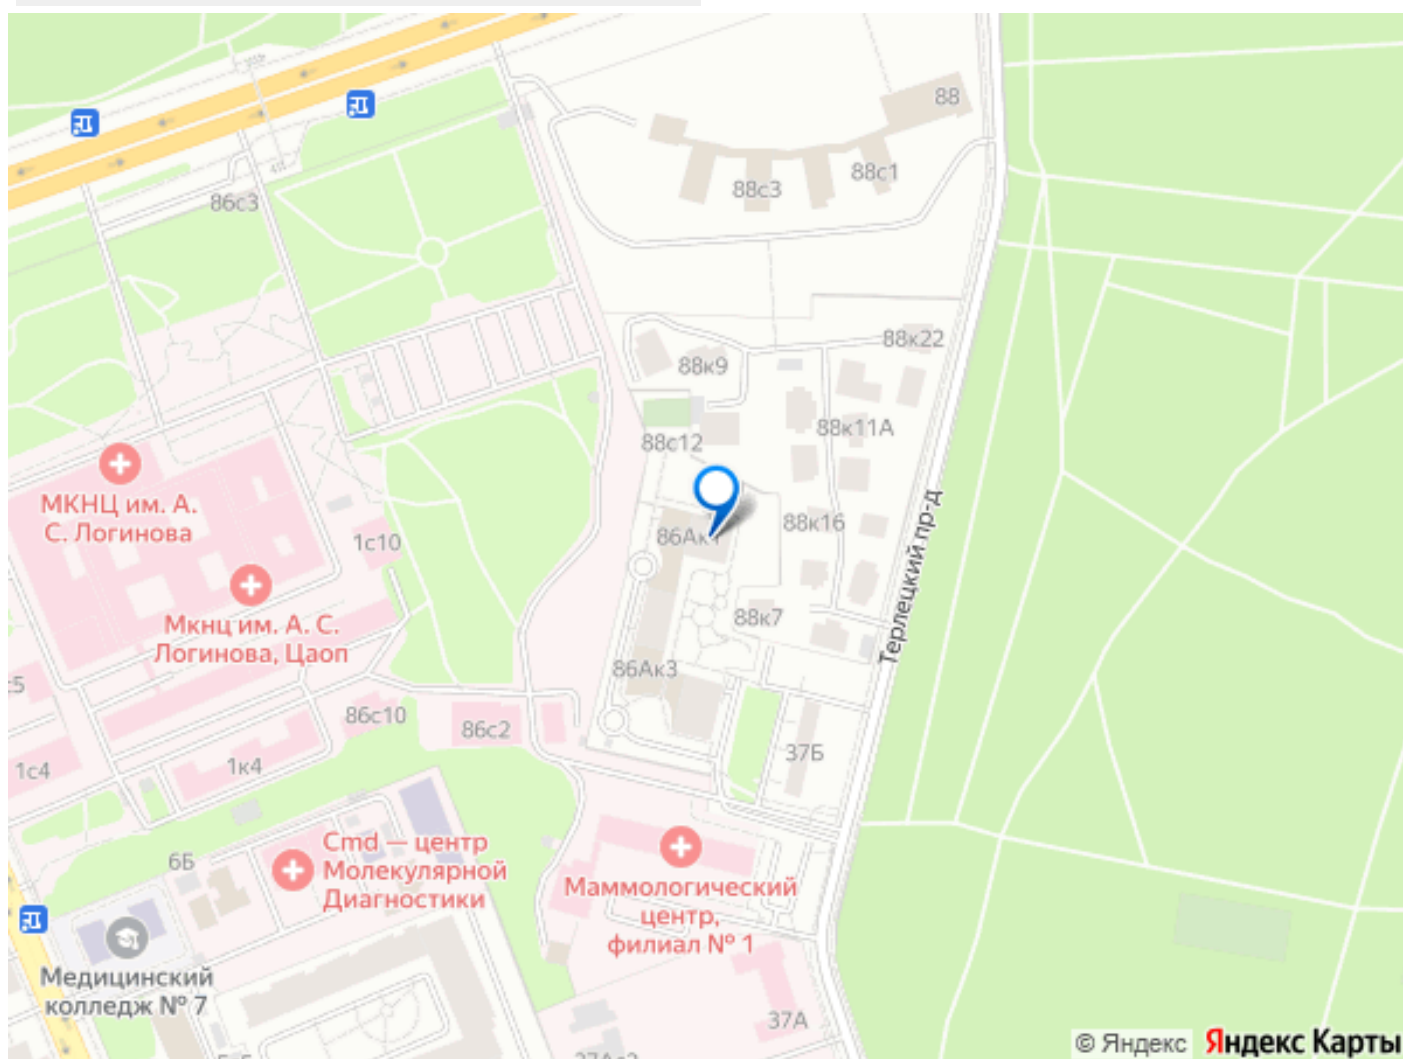 88
88с1
88с3
86с3
88к22
88к9
88к11А
88с12
МКНЦ им. А.
С. Логинова
88к16
86Ак1
1с10
Терлецкий пр-д
Мкнц им. А. С.
Логинова, Цаоп
88к7
86Ак3
с5
86с10
86с2
37Б
1с4
1к4
6Б
Cmd — центр
Молекулярной
Диагностики
Маммологический
центр,
филиал № 1
Медицинский
колледж № 7
37А
© Яндекс
Яндекс Карты